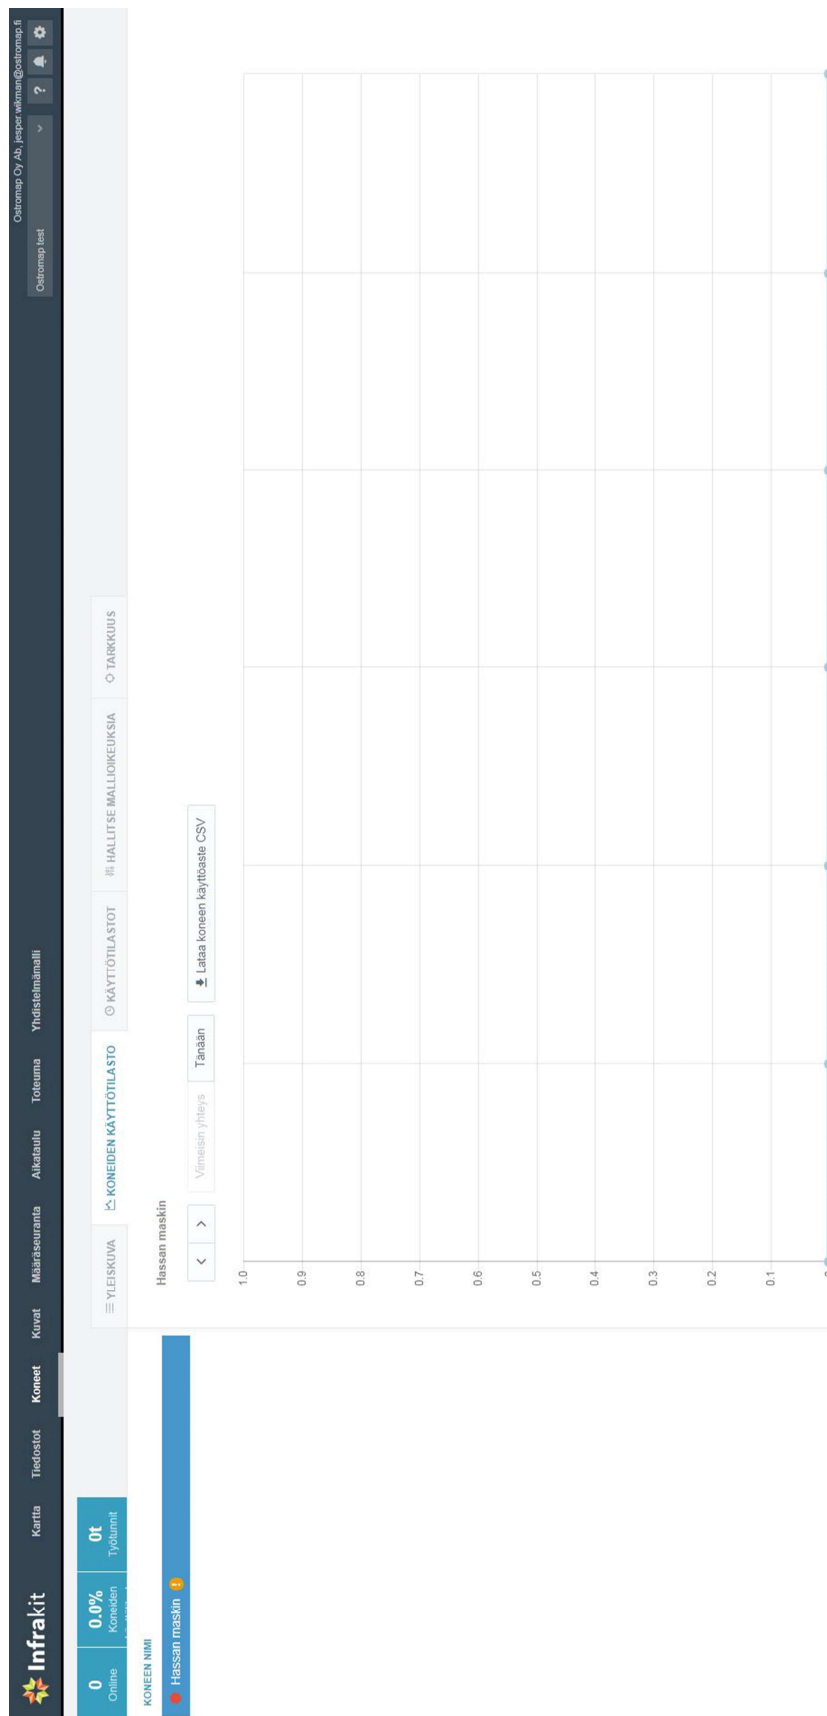 Infrakit
Kartta
Tiedostot
Koneet
Kuvat
Määräseuranta
Aikataulu
Toteuma
Yhdistelmämalli
Ostromap Oy Ab, jesper.wikman@ostromap.fi
Ostromap test
?
0
Online
0.0%
Koneiden
0t
Työtunnit
YLEISKUVA
KONEIDEN KÄYTTÖTILASTO
KÄYTTÖTILASTOT
HALLITSE MALLIOIKEUKSIA
TARKKUUS
KONEEN NIMI
Hassan maskin
Hassan maskin
< >
Viimeisin yhteys
Tänään
Lataa koneen käyttöaste CSV
1.0
0.9
0.8
0.7
0.6
0.5
0.4
0.3
0.2
0.1